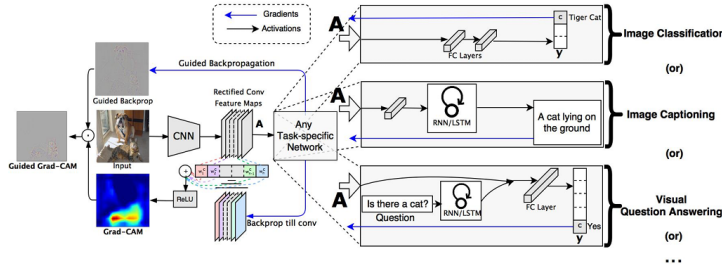 Gradients
Activations
Guided Backpropagation
Guided Backprop
Rectified Conv
Feature Maps
A
CNN
Input
Any
Task-specific
Network
Guided Grad-CAM
+
ReLU
Grad-CAM
Backprop till conv
A
c
Tiger Cat
FC Layers
y
Image Classification
(or)
A
RNN/LSTM
A cat lying on
the ground
Image Captioning
(or)
A
Is there a cat?
Question
RNN/LSTM
FC Layer
c
Yes
y
Visual
Question Answering
(or)
...